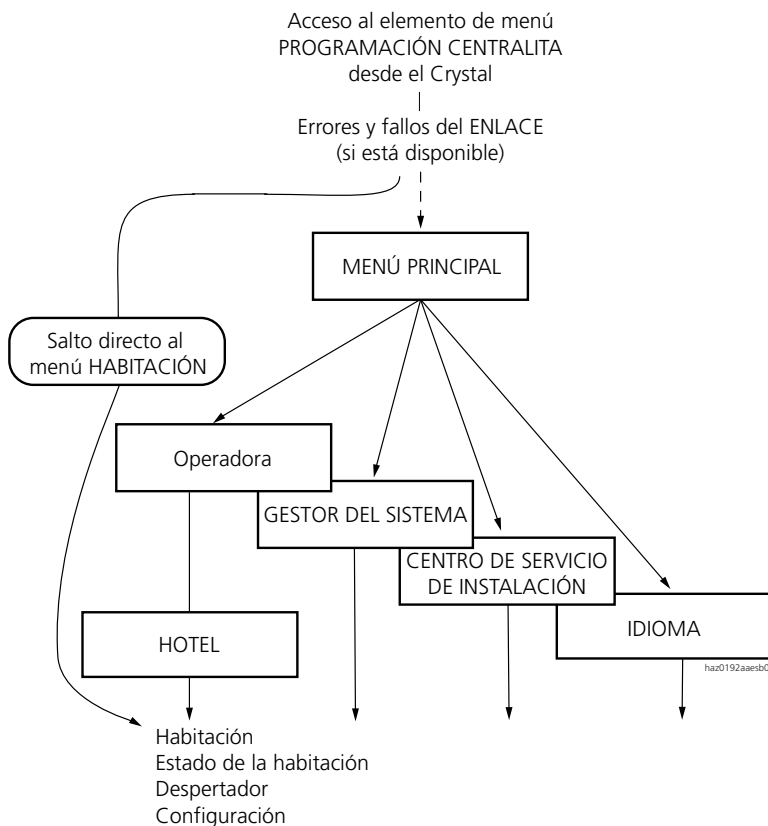 Acceso al elemento de menú
PROGRAMACIÓN CENTRALITA
desde el Crystal
Errores y fallos del ENLACE
(si está disponible)
MENÚ PRINCIPAL
Salto directo al
menú HABITACIÓN
Operadora
GESTOR DEL SISTEMA
CENTRO DE SERVICIO
DE INSTALACIÓN
IDIOMA
HOTEL
haz0192aaesb0
Habitación
Estado de la habitación
Despertador
Configuración